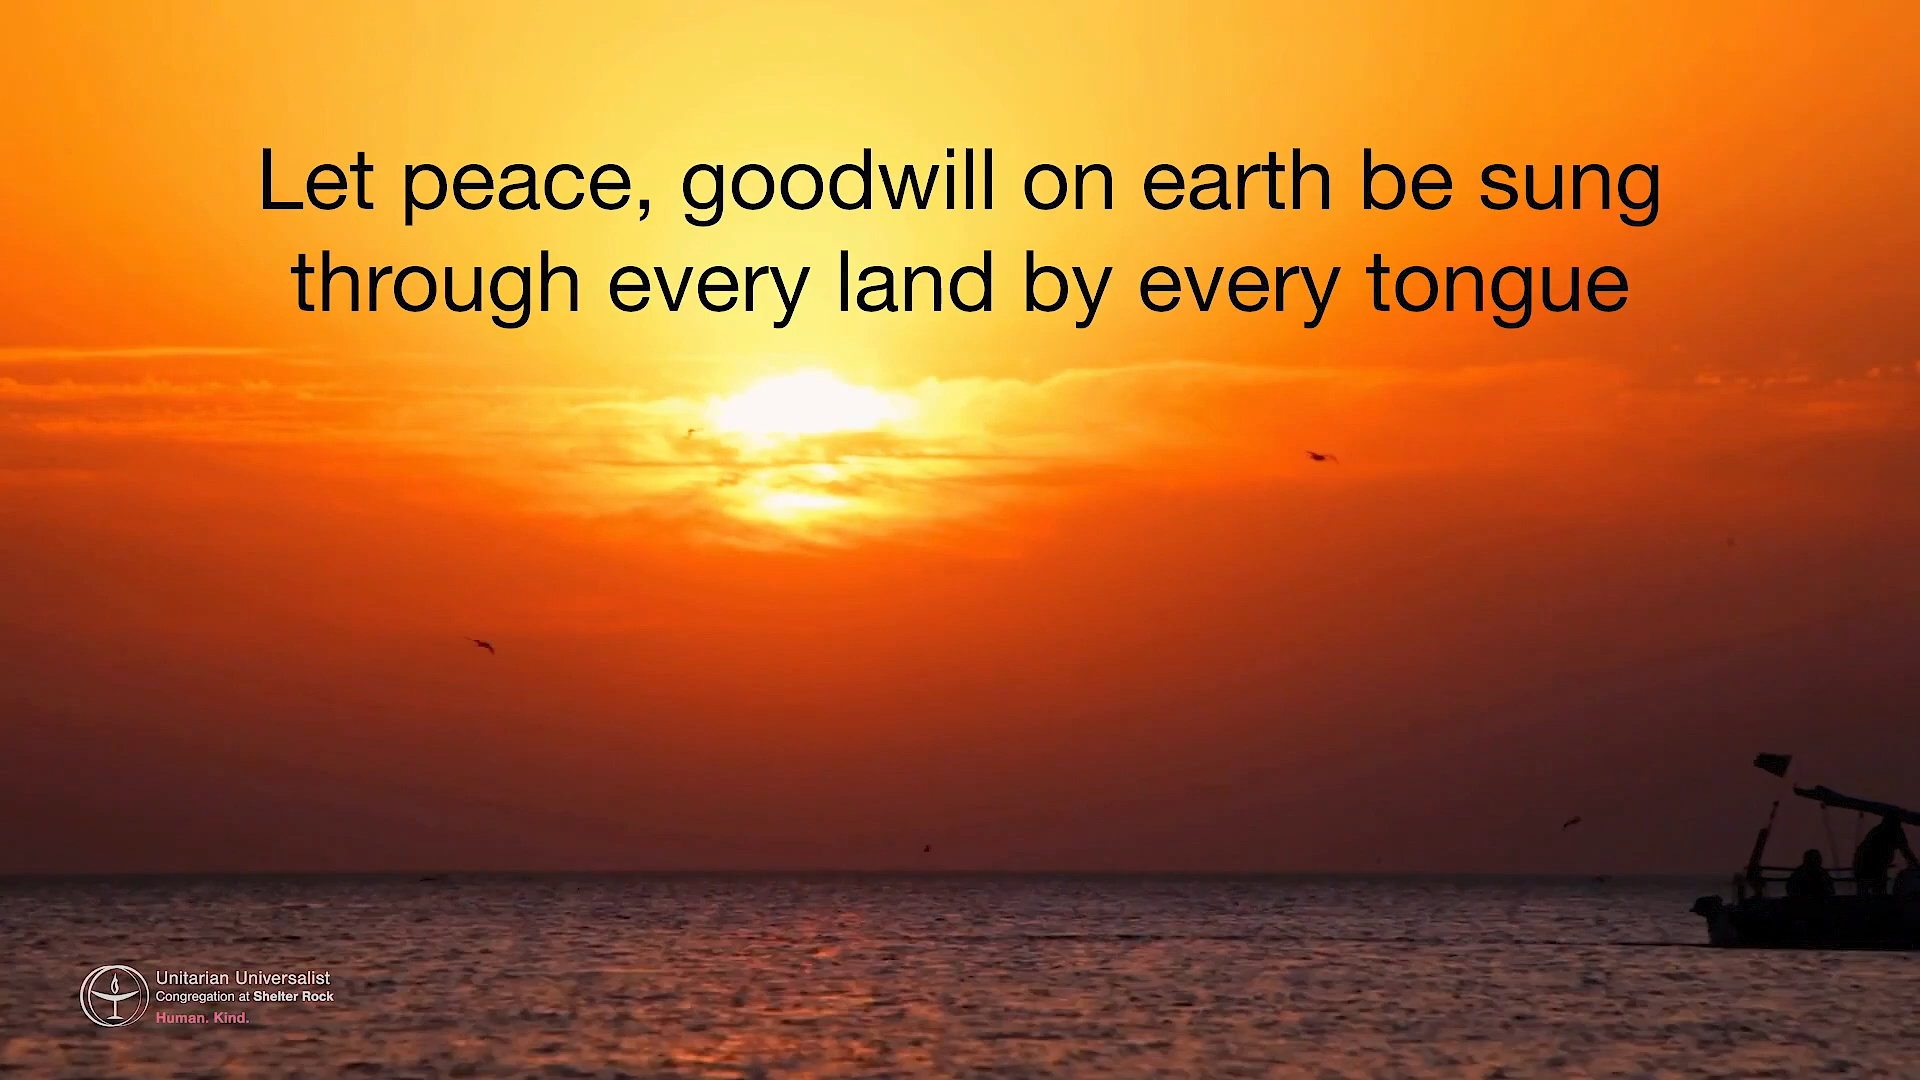 Let peace, goodwill on earth be sung
through every land by every tongue
Unitarian Universalist
Congregation at Shelter Rock
Human. Kind.